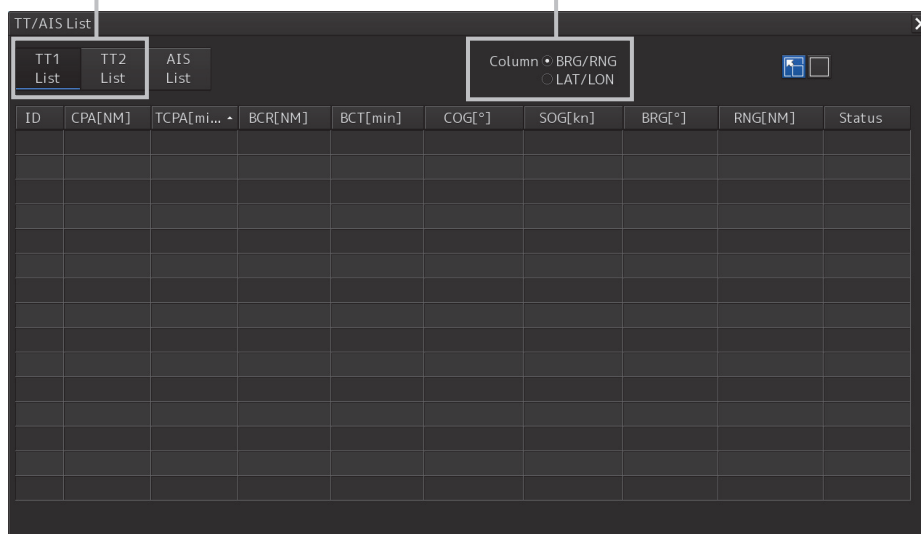 TT/AIS List
TT1 List
TT2 List
AIS List
Column BRG/RNG
LAT/LON
ID CPA[NM] TCPA[mi... BCR[NM] BCT[min] COG[°] SOG[kn] BRG[°] RNG[NM] Status